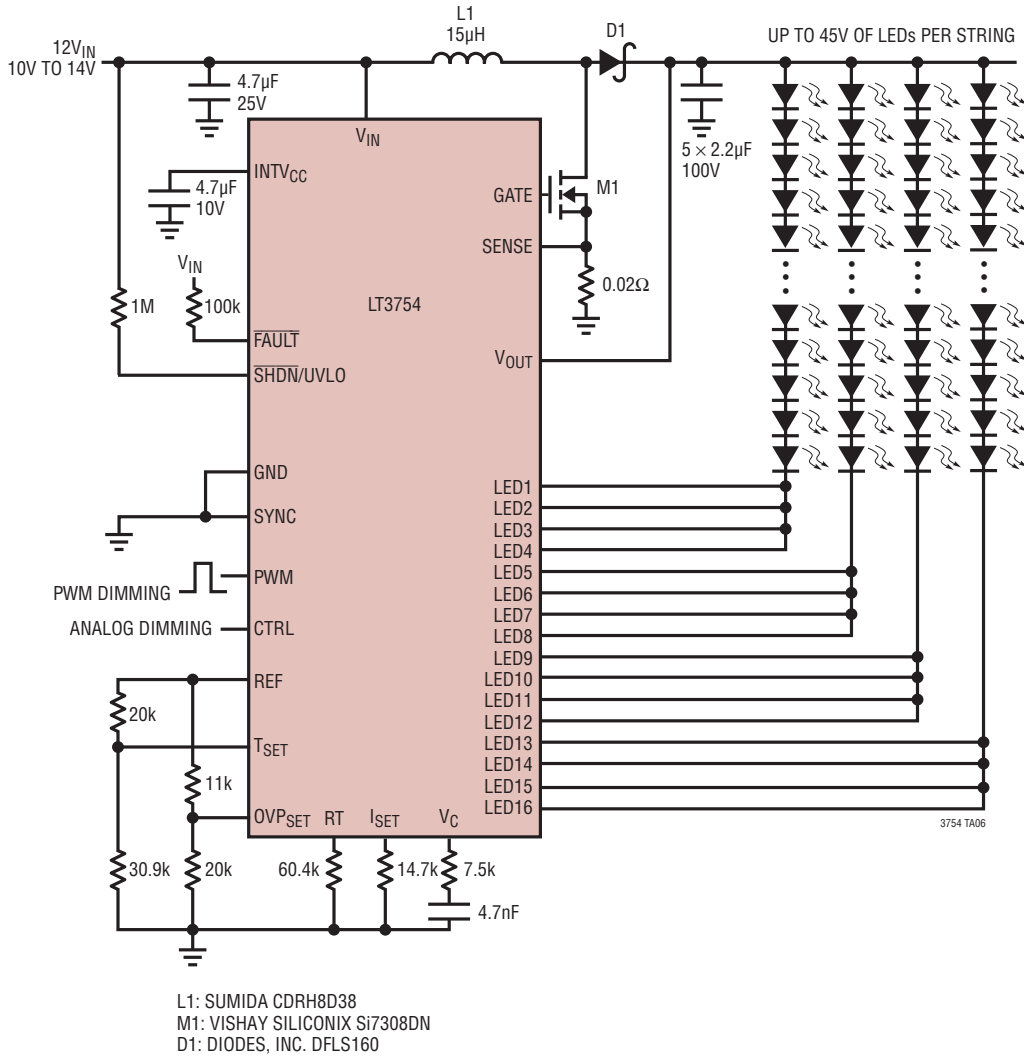 L1
15µH
D1
UP TO 45V OF LEDs PER STRING
12VIN
10V TO 14V
4.7µF
25V
VIN
5 × 2.2µF
100V
INTVCC
4.7µF
10V
GATE
M1
SENSE
VIN
0.02Ω
1M
100k
LT3754
FAULT
VOUT
SHDN/UVLO
GND
SYNC
LED1
LED2
LED3
LED4
LED5
LED6
LED7
LED8
LED9
LED10
LED11
LED12
LED13
LED14
LED15
LED16
PWM DIMMING
PWM
ANALOG DIMMING
CTRL
REF
20k
TSET
11k
OVPSET
RT
ISET
VC
3754 TA06
30.9k
20k
60.4k
14.7k
7.5k
4.7nF
L1: SUMIDA CDRH8D38
M1: VISHAY SILICONIX Si7308DN
D1: DIODES, INC. DFLS160